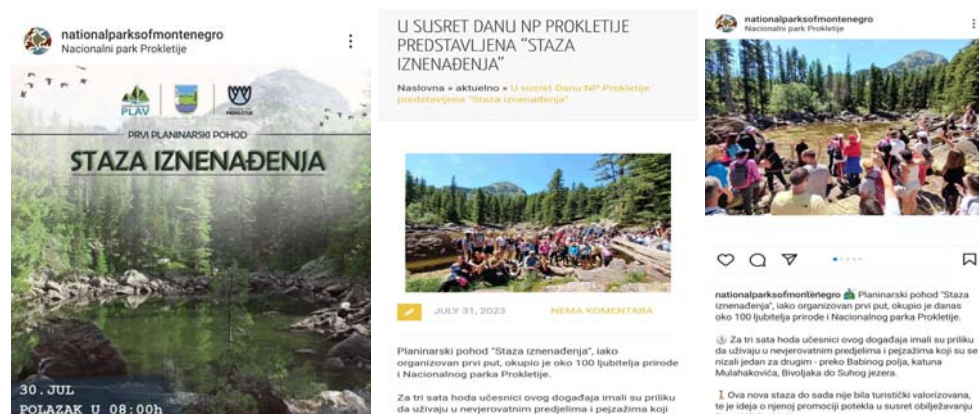 nationalparksofmontenegro
Nacionalni park Prokletije
PLAV
PROKLETIJE
PRVI PLANINARSKI POHOD
STAZA IZNENAĐENJA
30. JUL
POLAZAK U 08:00h
U SUSRET DANU NP PROKLETIJE
PREDSTAVLJENA "STAZA
IZNENAĐENJA"
Naslovna » aktuelno » U susret Danu NP Prokletije
predstavljena "Staza iznenađenja"
JULY 31, 2023 NEMA KOMENTARA
Planinarski pohod "Staza iznenađenja", iako
organizovan prvi put, okupio je oko 100 ljubitelja prirode
i Nacionalnog parka Prokletije.
Za tri sata hoda učesnici ovog događaja imali su priliku
da uživaju u nevjerovatnim predjelima i pejzažima koji
nationalparksofmontenegro
Nacionalni park Prokletije
nationalparksofmontenegro Planinarski pohod "Staza
iznenađenja", iako organizovan prvi put, okupio je danas
oko 100 ljubitelja prirode i Nacionalnog parka Prokletije.
Za tri sata hoda učesnici ovog događaja imali su priliku
da uživaju u nevjerovatnim predjelima i pejzažima koji su se
nizali jedan za drugim - preko Babinog polja, katuna
Mulahakovića, Bivoljaka do Suhog jezera.
Ova nova staza do sada nije bila turistički valorizovana,
te je ideja o njenoj promociji potekla u susret obilježavanju